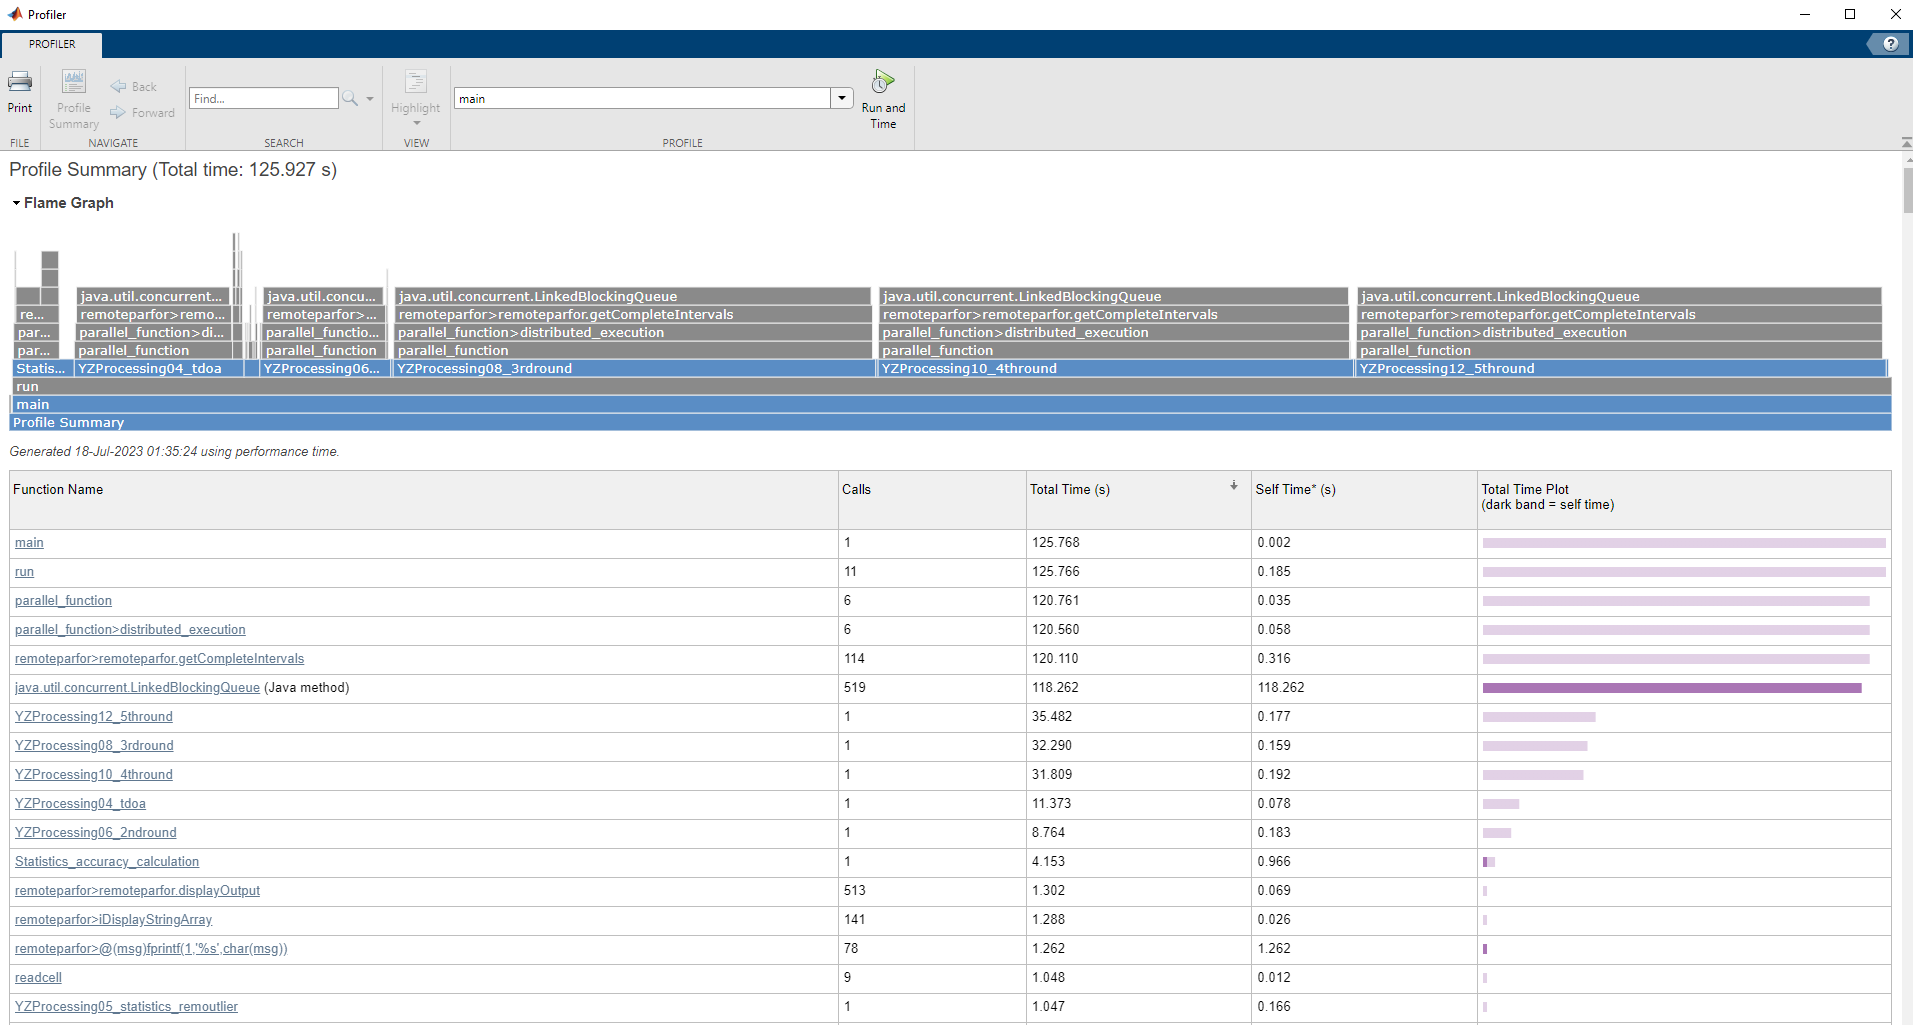 Profiler
PROFILER
?
Print
Profile
Summary
Back
Forward
Find...
Highlight
main
Run and
Time
FILE
NAVIGATE
SEARCH
VIEW
PROFILE
Profile Summary (Total time: 125.927 s)
Flame Graph
java.util.concurrent... java.util.concu... java.util.concurrent.LinkedBlockingQueue java.util.concurrent.LinkedBlockingQueue java.util.concurrent.LinkedBlockingQueue
re... remoteparfor>remo... remoteparfor>... remoteparfor>remoteparfor.getCompleteIntervals remoteparfor>remoteparfor.getCompleteIntervals remoteparfor>remoteparfor.getCompleteIntervals
par... parallel_function>di... parallel_functio... parallel_function>distributed_execution parallel_function>distributed_execution parallel_function>distributed_execution
par... parallel_function parallel_function parallel_function parallel_function parallel_function
Statis... YZProcessing04_tdoa YZProcessing06... YZProcessing08_3rdround YZProcessing10_4thround YZProcessing12_5thround
run
main
Profile Summary
Generated 18-Jul-2023 01:35:24 using performance time.
Function Name Calls Total Time (s) Self Time* (s) Total Time Plot
(dark band = self time)
main 1 125.768 0.002
run 11 125.766 0.185
parallel_function 6 120.761 0.035
parallel_function>distributed_execution 6 120.560 0.058
remoteparfor>remoteparfor.getCompleteIntervals 114 120.110 0.316
java.util.concurrent.LinkedBlockingQueue (Java method) 519 118.262 118.262
YZProcessing12_5thround 1 35.482 0.177
YZProcessing08_3rdround 1 32.290 0.159
YZProcessing10_4thround 1 31.809 0.192
YZProcessing04_tdoa 1 11.373 0.078
YZProcessing06_2ndround 1 8.764 0.183
Statistics_accuracy_calculation 1 4.153 0.966
remoteparfor>remoteparfor.displayOutput 513 1.302 0.069
remoteparfor>iDisplayStringArray 141 1.288 0.026
remoteparfor>@(msg)fprintf(1,'%s',char(msg)) 78 1.262 1.262
readcell 9 1.048 0.012
YZProcessing05_statistics_remoutlier 1 1.047 0.166